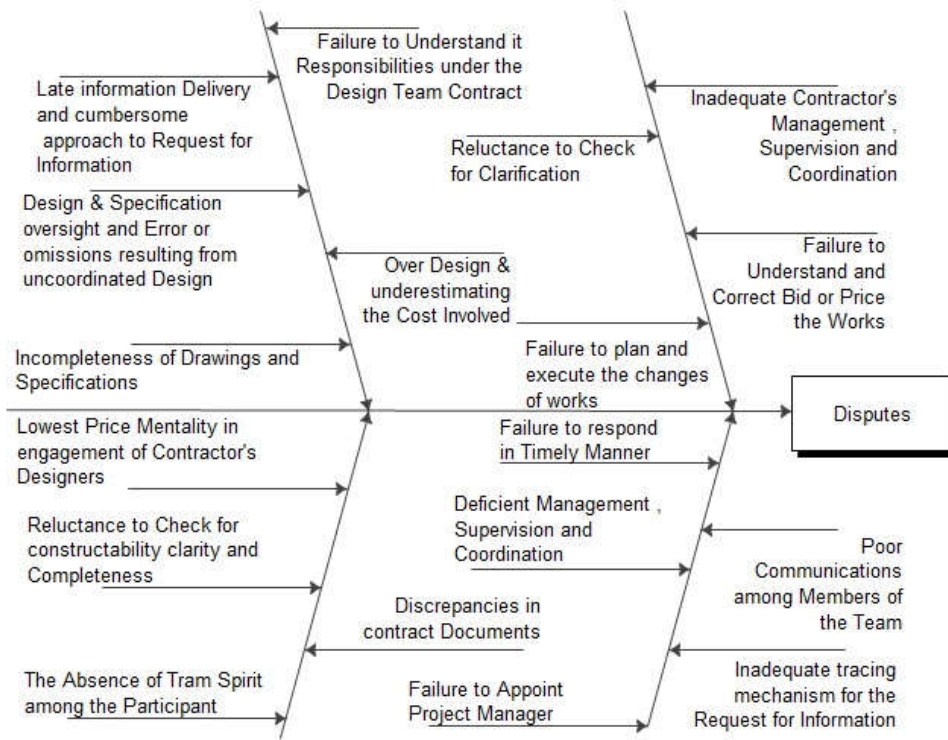 Failure to Understand it
Responsibilities under the
Design Team Contract
Late information Delivery
and cumbersome
approach to Request for
Information
Design & Specification
oversight and Error or
omissions resulting from
uncoordinated Design
Over Design &
underestimating
the Cost Involved
Incompleteness of Drawings and
Specifications
Inadequate Contractor's
Management ,
Supervision and
Coordination
Reluctance to Check
for Clarification
Failure to
Understand and
Correct Bid or Price
the Works
Failure to plan and
execute the changes
of works
Disputes
Lowest Price Mentality in
engagement of Contractor's
Designers
Reluctance to Check for
constructability clarity and
Completeness
Discrepancies in
contract Documents
The Absence of Tram Spirit
among the Participant
Failure to respond
in Timely Manner
Deficient Management ,
Supervision and
Coordination
Poor
Communications
among Members of
the Team
Failure to Appoint
Project Manager
Inadequate tracing
mechanism for the
Request for Information